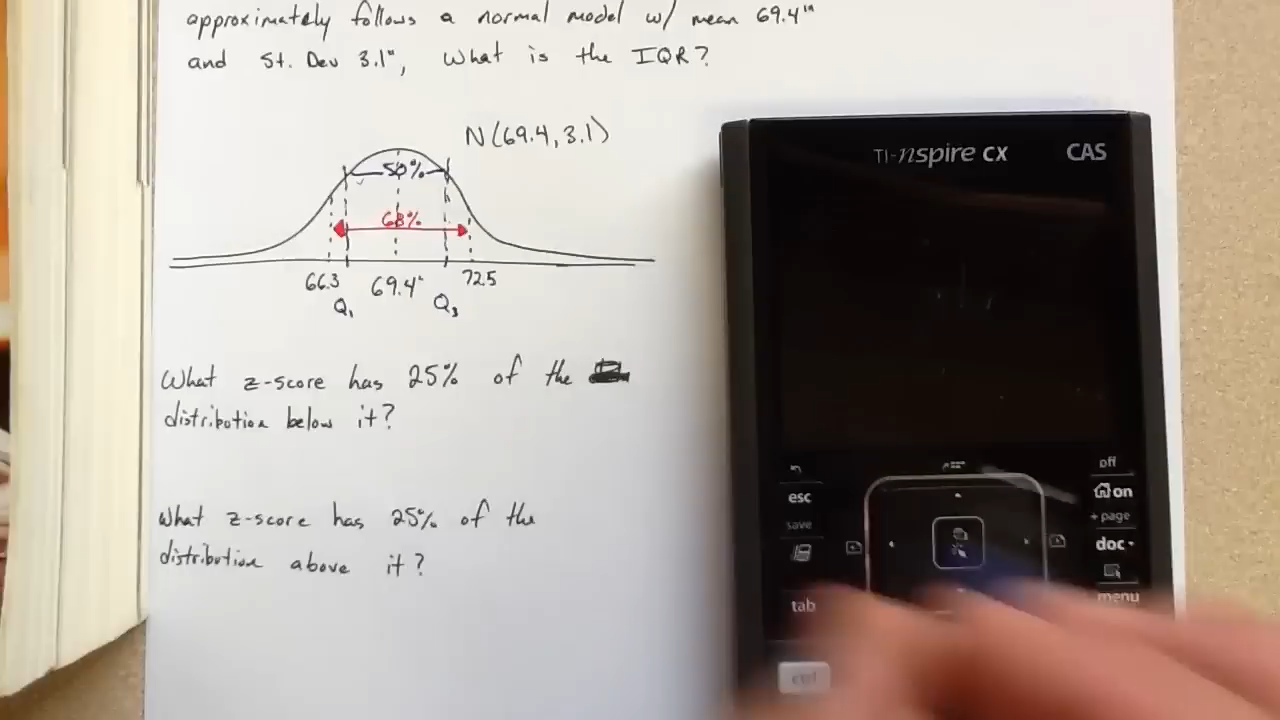 approximately follows a normal model w/ mean 69.4"
and St. Dev 3.1", What is the IQR?
N(69.4, 3.1)
50%
68%
66.3 69.4" 72.5
Q₁ Q₃
What z-score has 25% of the
distribution below it?
What z-score has 25% of the
distribution above it?
TI-nspire CX CAS
esc
save
tab
ctrl
off
on
+ page
doc
menu